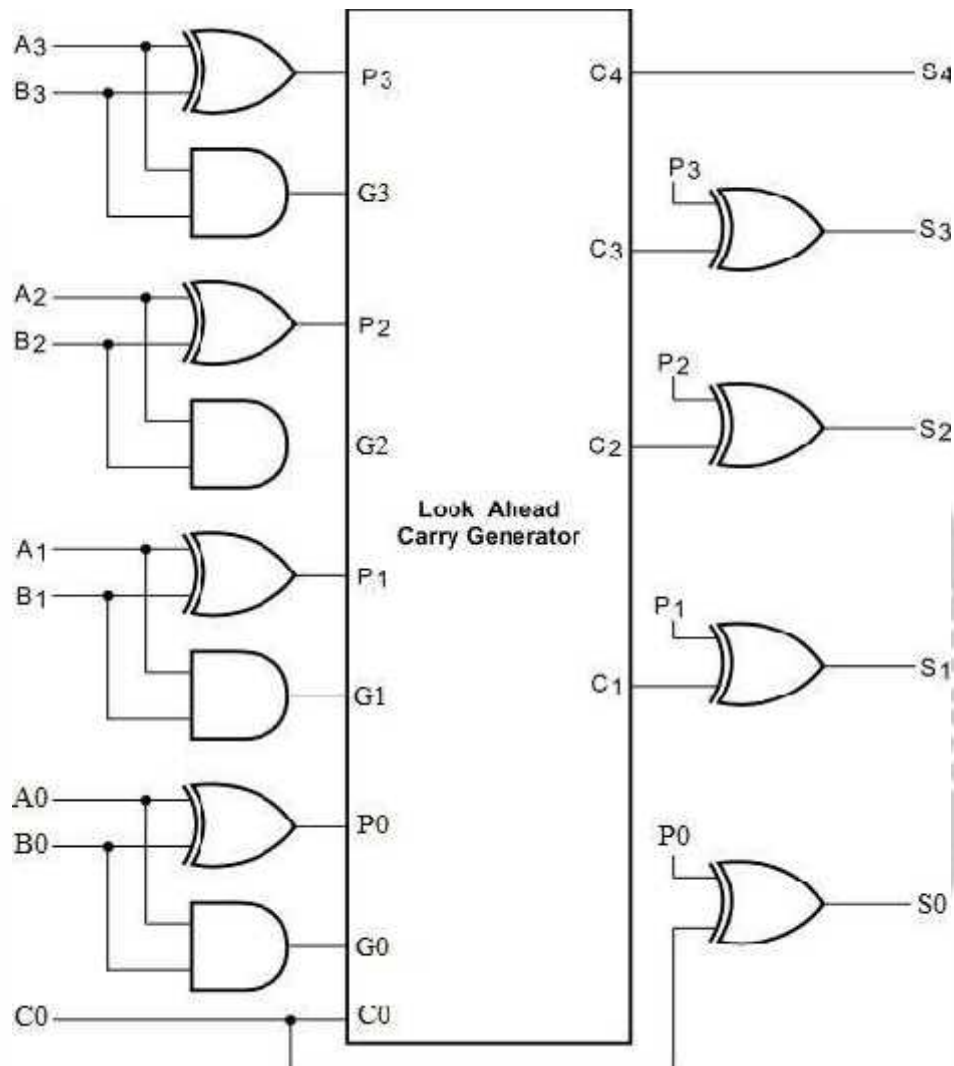 A3
B3
P3
G3
A2
B2
P2
G2
A1
B1
P1
G1
A0
B0
P0
G0
C0
C0
Look Ahead
Carry Generator
C4
S4
P3
C3
S3
P2
C2
S2
P1
C1
S1
P0
S0